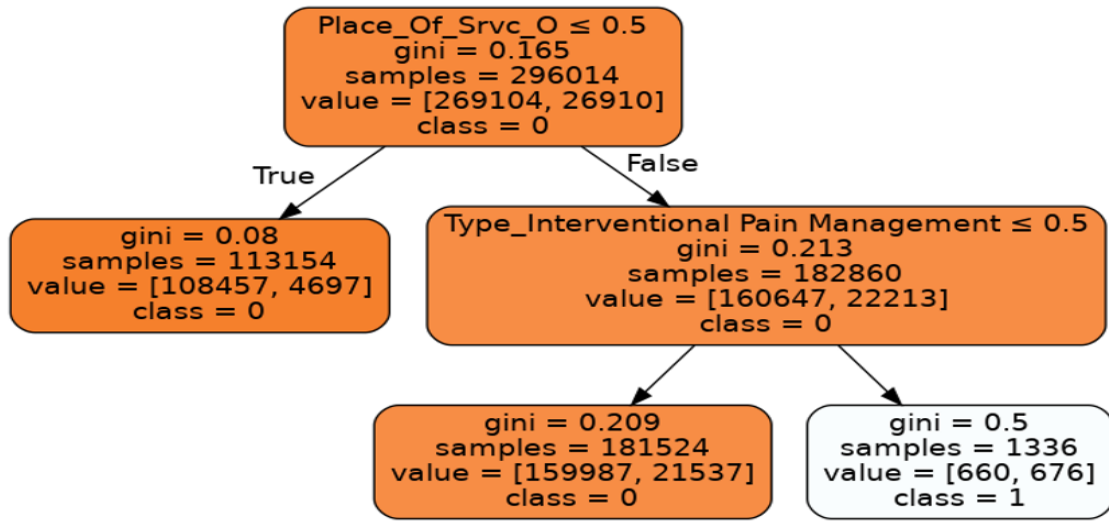 Place_Of_Srvc_O ≤ 0.5
gini = 0.165
samples = 296014
value = [269104, 26910]
class = 0
True
False
gini = 0.08
samples = 113154
value = [108457, 4697]
class = 0
Type_Interventional Pain Management ≤ 0.5
gini = 0.213
samples = 182860
value = [160647, 22213]
class = 0
gini = 0.209
samples = 181524
value = [159987, 21537]
class = 0
gini = 0.5
samples = 1336
value = [660, 676]
class = 1